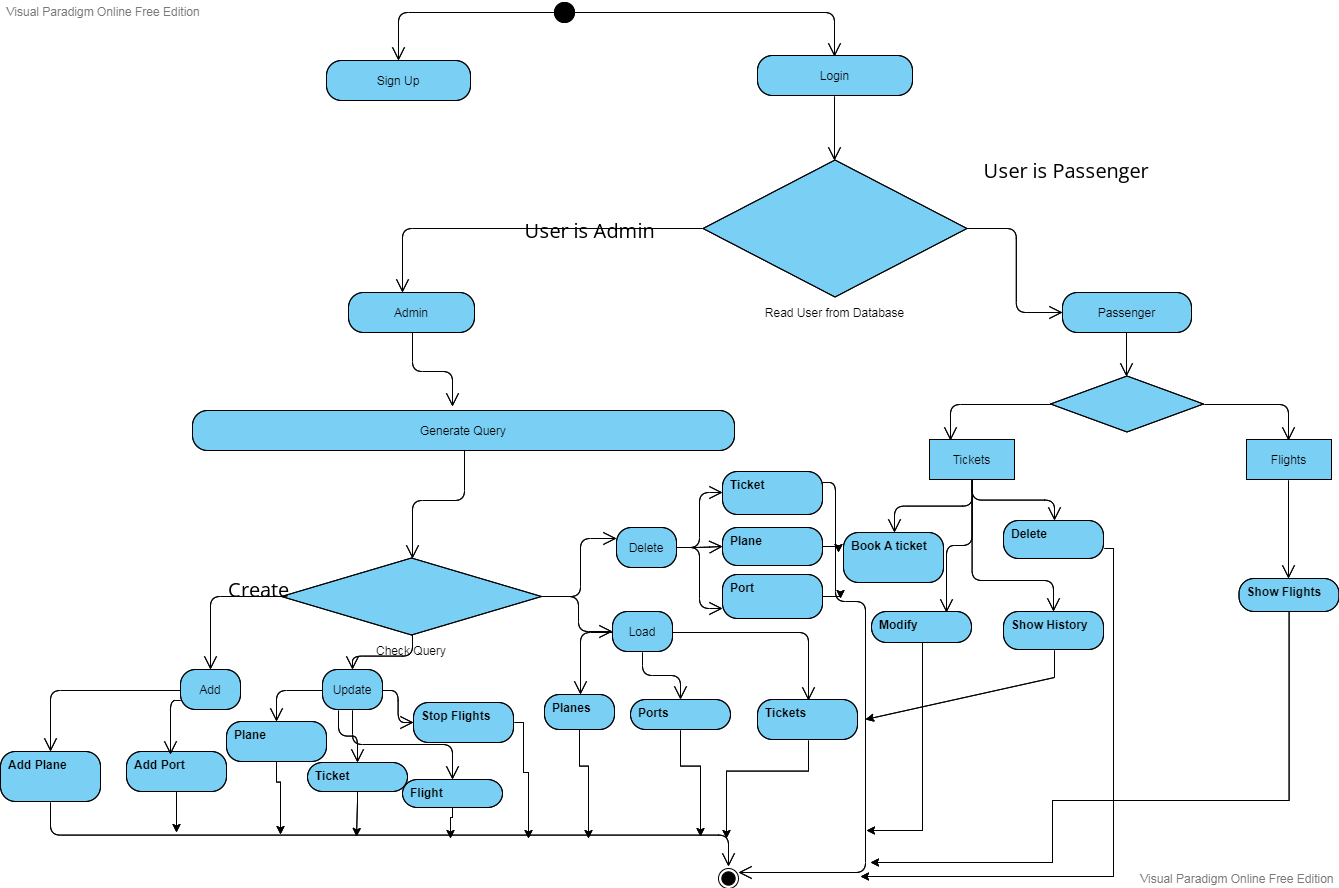 Visual Paradigm Online Free Edition
Sign Up
Login
User is Passenger
User is Admin
Read User from Database
Admin
Passenger
Generate Query
Tickets
Flights
Ticket
Plane
Port
Delete
Book A ticket
Delete
Create
Show Flights
Load
Modify
Show History
Check Query
Add
Update
Stop Flights
Planes
Ports
Tickets
Plane
Add Plane
Add Port
Ticket
Flight
Visual Paradigm Online Free Edition